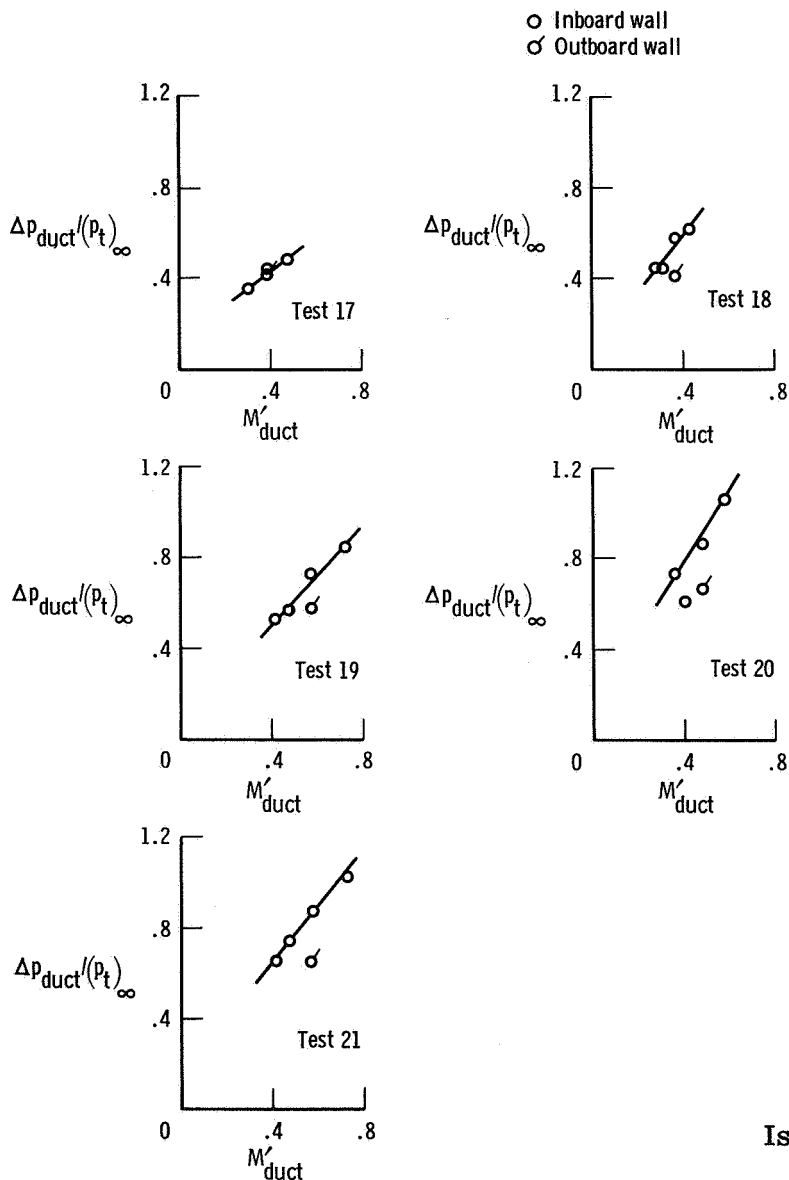 Inboard wall
Outboard wall
1.2
.8
.4
0
.4
.8
Δp_duct/(p_t)_∞
M′_duct
Test 17
1.2
.8
.4
0
.4
.8
Δp_duct/(p_t)_∞
M′_duct
Test 18
1.2
.8
.4
0
.4
.8
Δp_duct/(p_t)_∞
M′_duct
Test 19
1.2
.8
.4
0
.4
.8
Δp_duct/(p_t)_∞
M′_duct
Test 20
1.2
.8
.4
0
.4
.8
Δp_duct/(p_t)_∞
M′_duct
Test 21
Is